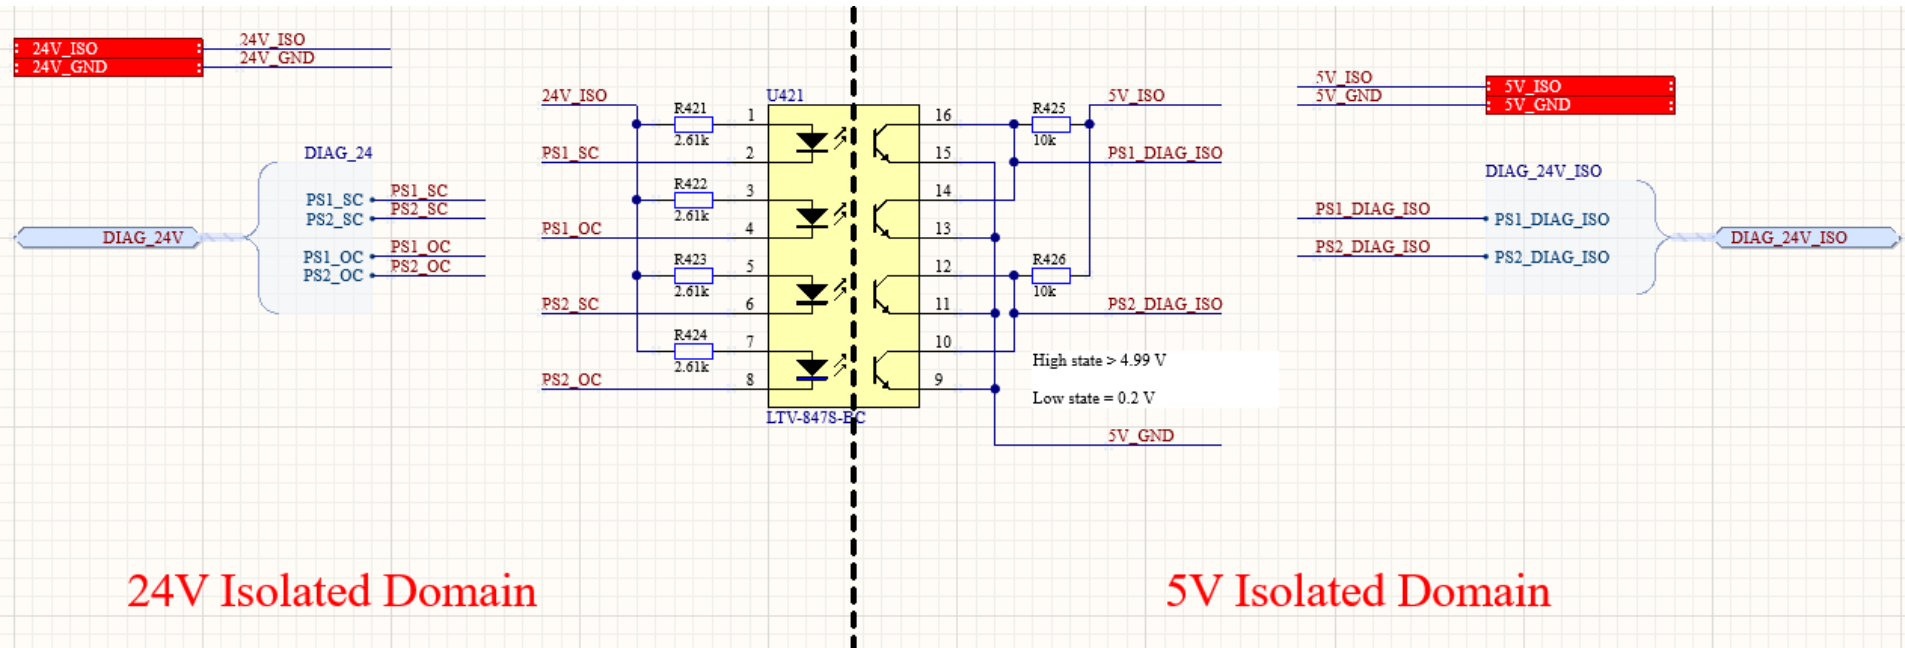 24V_ISO
24V_GND
24V_ISO
24V_GND
DIAG_24
PS1_SC
PS2_SC
PS1_OC
PS2_OC
PS1_SC
PS2_SC
PS1_OC
PS2_OC
DIAG_24V
24V_ISO
PS1_SC
PS1_OC
PS2_SC
PS2_OC
R421
2.61k
R422
2.61k
R423
2.61k
R424
2.61k
U421
1
2
3
4
5
6
7
8
16
15
14
13
12
11
10
9
LTV-847S-BC
R425
10k
R426
10k
5V_ISO
PS1_DIAG_ISO
PS2_DIAG_ISO
High state > 4.99 V
Low state = 0.2 V
5V_GND
5V_ISO
5V_GND
5V_ISO
5V_GND
DIAG_24V_ISO
PS1_DIAG_ISO
PS2_DIAG_ISO
PS1_DIAG_ISO
PS2_DIAG_ISO
DIAG_24V_ISO
24V Isolated Domain
5V Isolated Domain